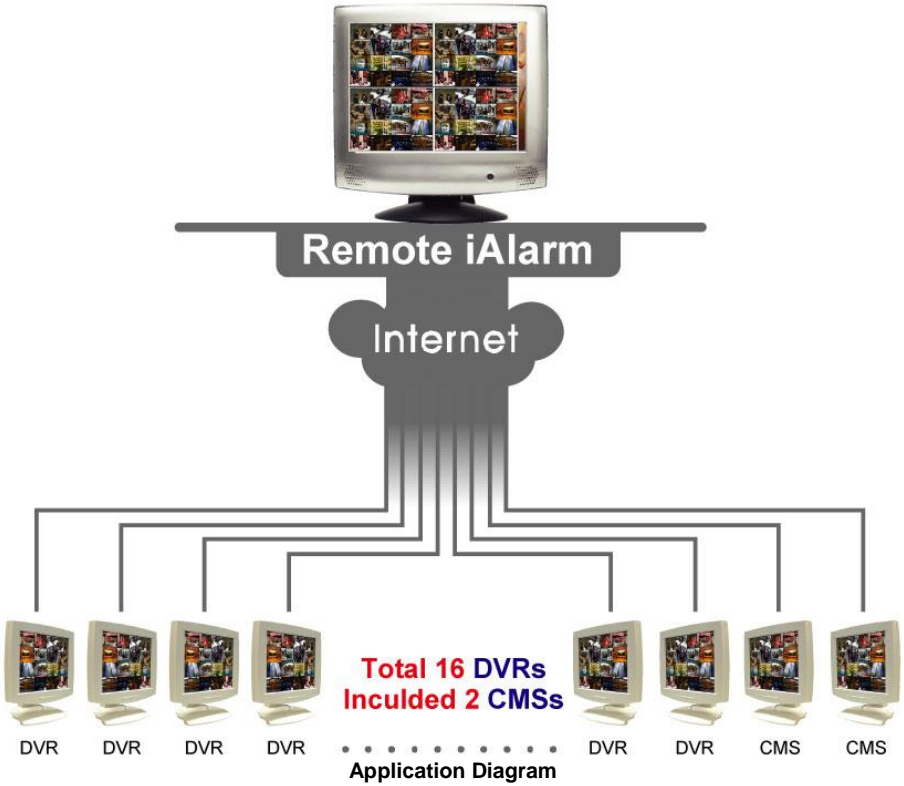 Remote iAlarm
Internet
Total 16 DVRs
Inculded 2 CMSs
DVR DVR DVR DVR DVR DVR CMS CMS
Application Diagram